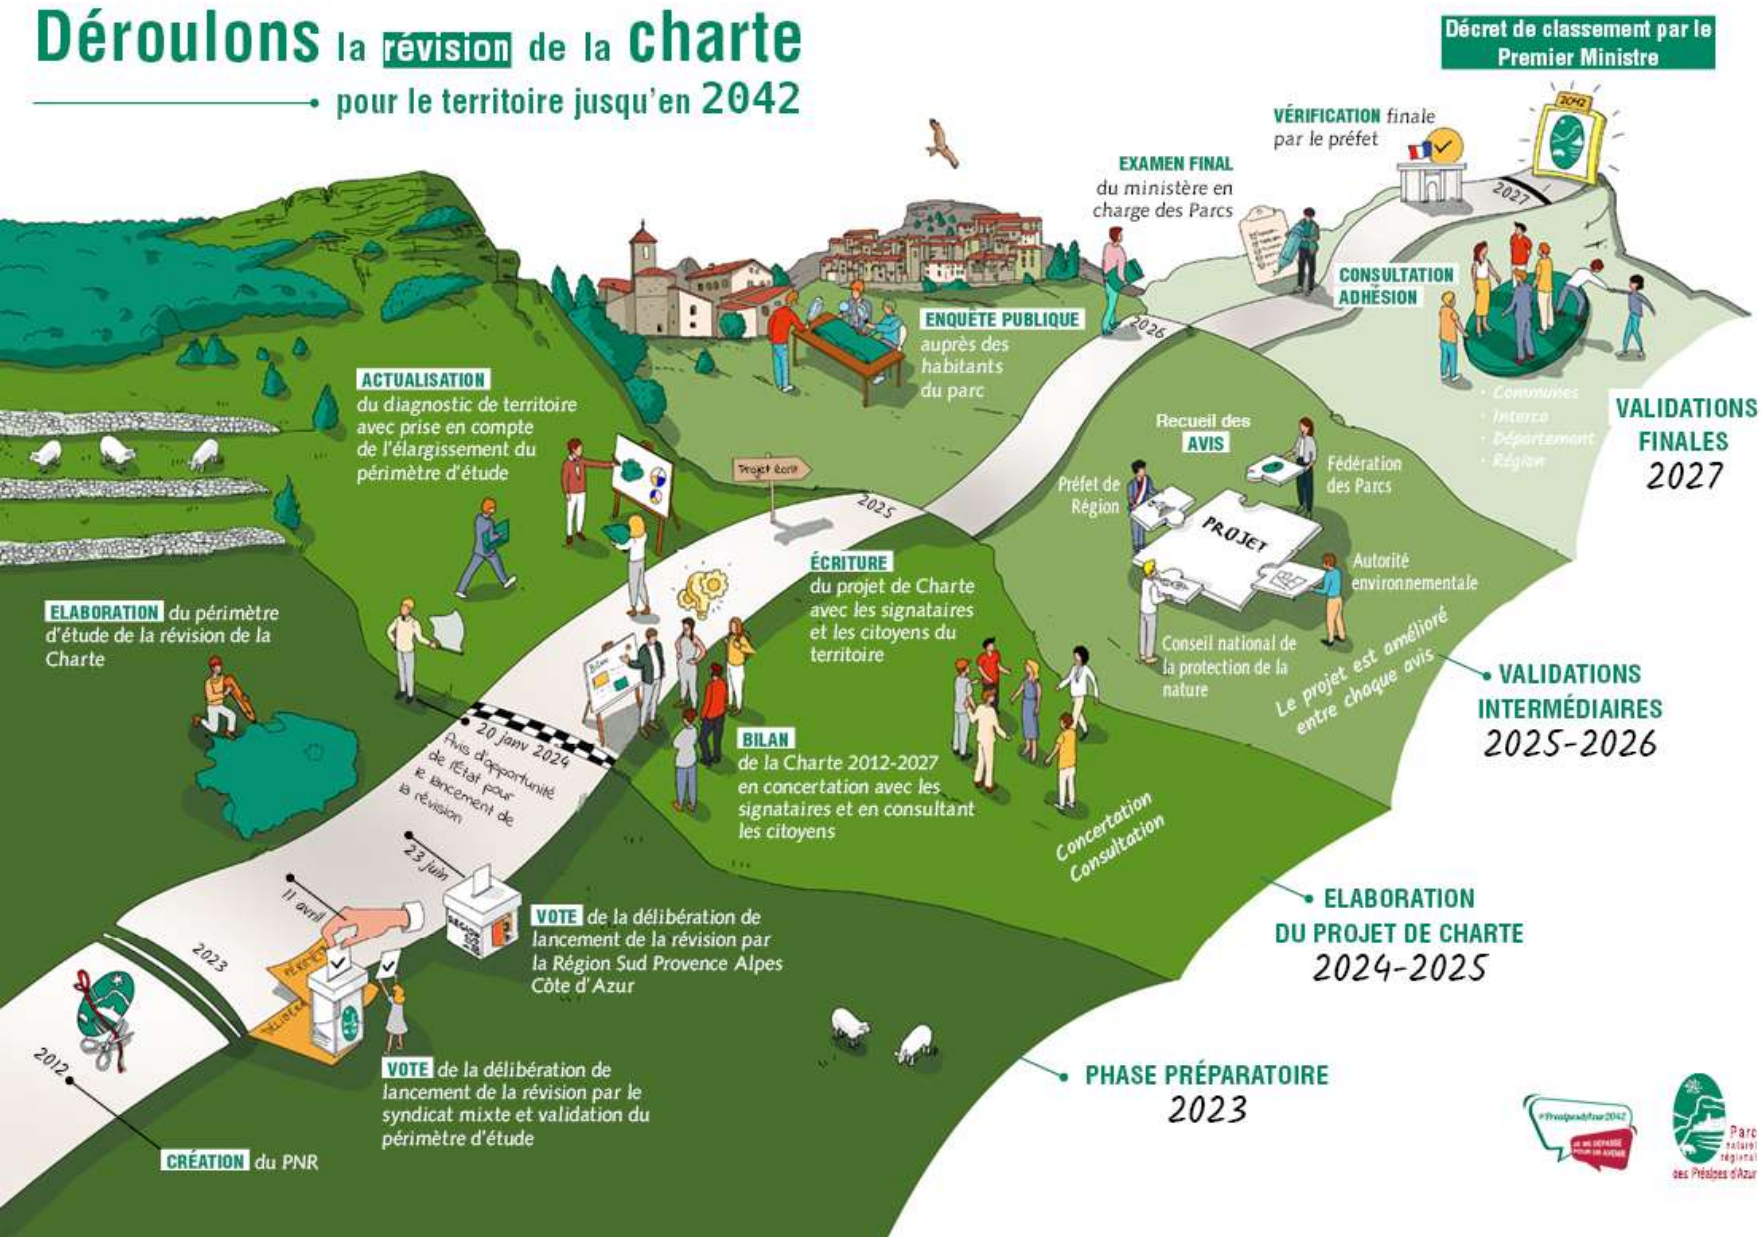 Déroulons la révision de la charte
pour le territoire jusqu'en 2042
Décret de classement par le
Premier Ministre
2042
VÉRIFICATION finale
par le préfet
2027
EXAMEN FINAL
du ministère en
charge des Parcs
CONSULTATION
ADHÉSION
• Communes
• Interco
• Département
• Région
VALIDATIONS
FINALES
2027
2026
ENQUÊTE PUBLIQUE
auprès des
habitants
du parc
Recueil des
AVIS
Préfet de
Région
Fédération
des Parcs
PROJET
Autorité
environnementale
Conseil national de
la protection de la
nature
Le projet est amélioré
entre chaque avis
VALIDATIONS
INTERMÉDIAIRES
2025-2026
ACTUALISATION
du diagnostic de territoire
avec prise en compte
de l'élargissement du
périmètre d'étude
Projet écrit
2025
ÉCRITURE
du projet de Charte
avec les signataires
et les citoyens du
territoire
Bilan
BILAN
de la Charte 2012-2027
en concertation avec les
signataires et en consultant
les citoyens
Concertation
Consultation
ELABORATION
DU PROJET DE CHARTE
2024-2025
ELABORATION du périmètre
d'étude de la révision de la
Charte
20 janv 2024
Avis d'opportunité
de l'État pour
le lancement de
la révision
23 juin
11 avril
2023
REGION
VOTE de la délibération de
lancement de la révision par
la Région Sud Provence Alpes
Côte d'Azur
VOTE de la délibération de
lancement de la révision par le
syndicat mixte et validation du
périmètre d'étude
PHASE PRÉPARATOIRE
2023
2012
CRÉATION du PNR
#PrealpesdAzur2042
Parc
naturel
régional
des Préalpes d'Azur